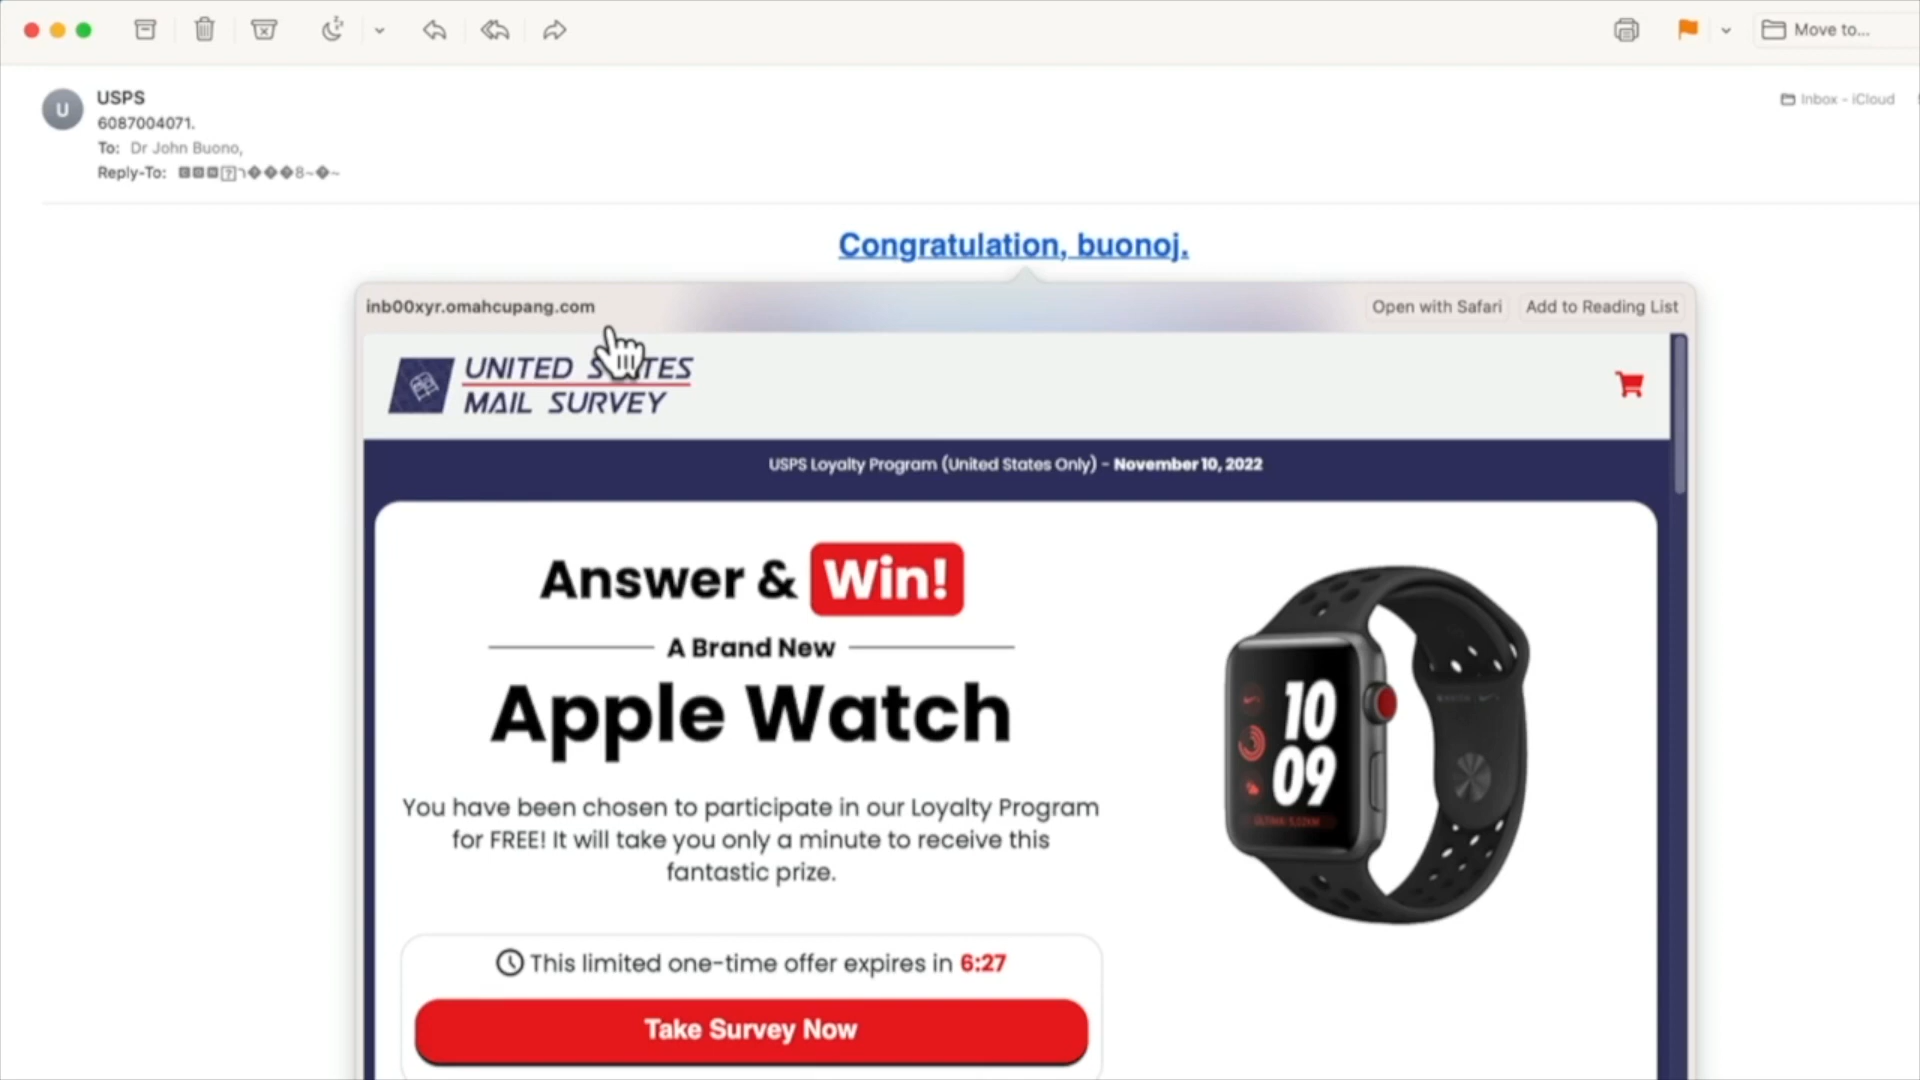 Move to...
U
USPS
Inbox - iCloud
6087004071.
To: Dr John Buono,
Reply-To:
Congratulation, buonoj.
inb00xyr.omahcupang.com
Open with Safari
Add to Reading List
UNITED STATES
MAIL SURVEY
USPS Loyalty Program (United States Only) - November 10, 2022
Answer & Win!
A Brand New
Apple Watch
10
09
You have been chosen to participate in our Loyalty Program
for FREE! It will take you only a minute to receive this
fantastic prize.
This limited one-time offer expires in 6:27
Take Survey Now